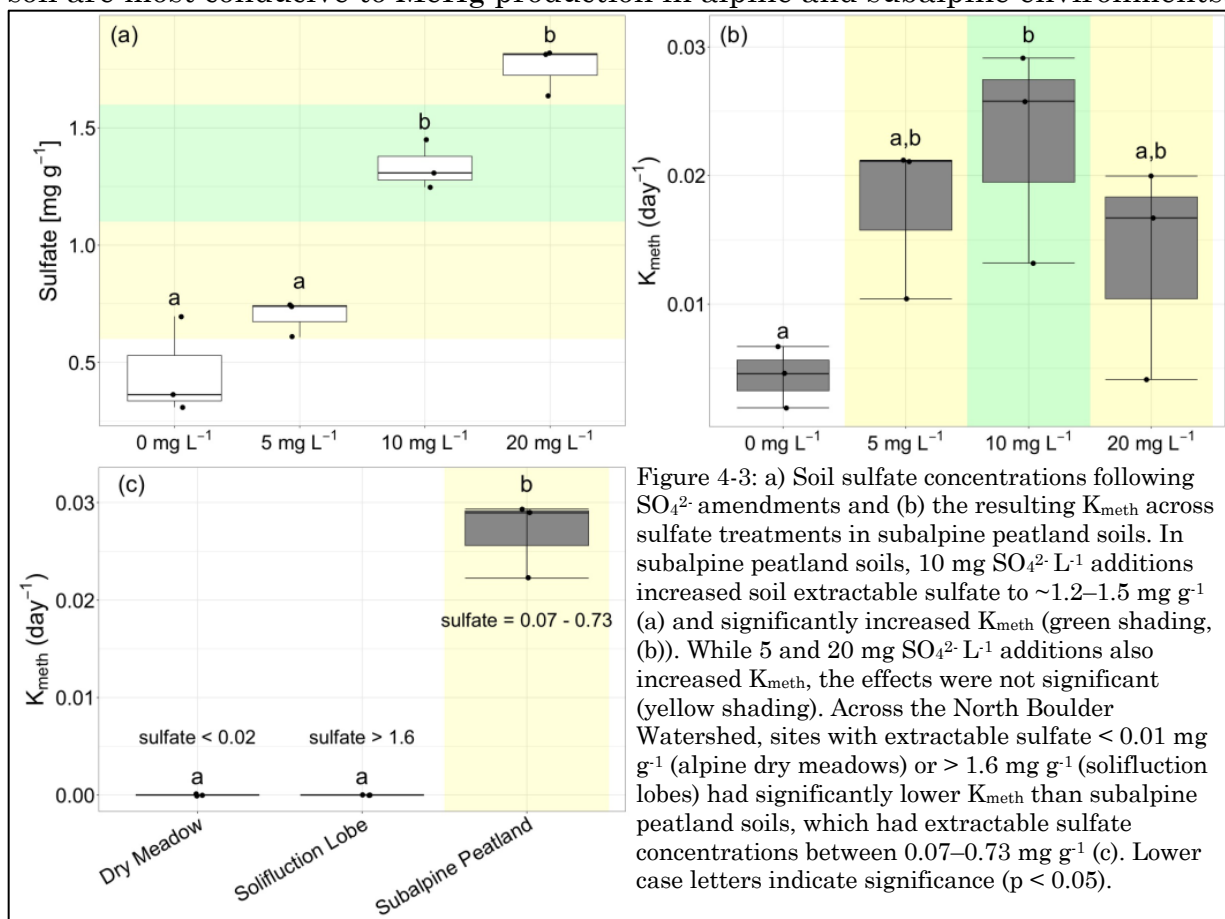 soil are most conducive to MeHg production in alpine and subalpine environments
(a)
b
b
a
a
Sulfate [mg g⁻¹]
1.5
1.0
0.5
0 mg L⁻¹ 5 mg L⁻¹ 10 mg L⁻¹ 20 mg L⁻¹
(b)
b
a,b
a,b
a
K_meth (day⁻¹)
0.03
0.02
0.01
0 mg L⁻¹ 5 mg L⁻¹ 10 mg L⁻¹ 20 mg L⁻¹
(c)
b
K_meth (day⁻¹)
0.03
0.02
0.01
0.00
sulfate = 0.07 - 0.73
sulfate < 0.02 sulfate > 1.6
a a
Dry Meadow
Solifluction Lobe
Subalpine Peatland
Figure 4-3: a) Soil sulfate concentrations following
SO₄²⁻ amendments and (b) the resulting K_meth across
sulfate treatments in subalpine peatland soils. In
subalpine peatland soils, 10 mg SO₄²⁻ L⁻¹ additions
increased soil extractable sulfate to ~1.2–1.5 mg g⁻¹
(a) and significantly increased K_meth (green shading,
(b)). While 5 and 20 mg SO₄²⁻ L⁻¹ additions also
increased K_meth, the effects were not significant
(yellow shading). Across the North Boulder
Watershed, sites with extractable sulfate < 0.01 mg
g⁻¹ (alpine dry meadows) or > 1.6 mg g⁻¹ (solifluction
lobes) had significantly lower K_meth than subalpine
peatland soils, which had extractable sulfate
concentrations between 0.07–0.73 mg g⁻¹ (c). Lower
case letters indicate significance (p < 0.05).